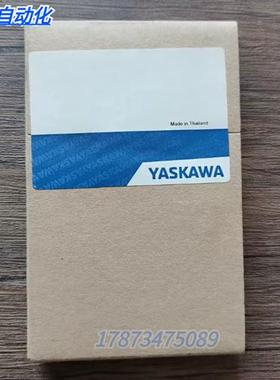 自动化
Made in Thailand
YASKAWA
17873475089